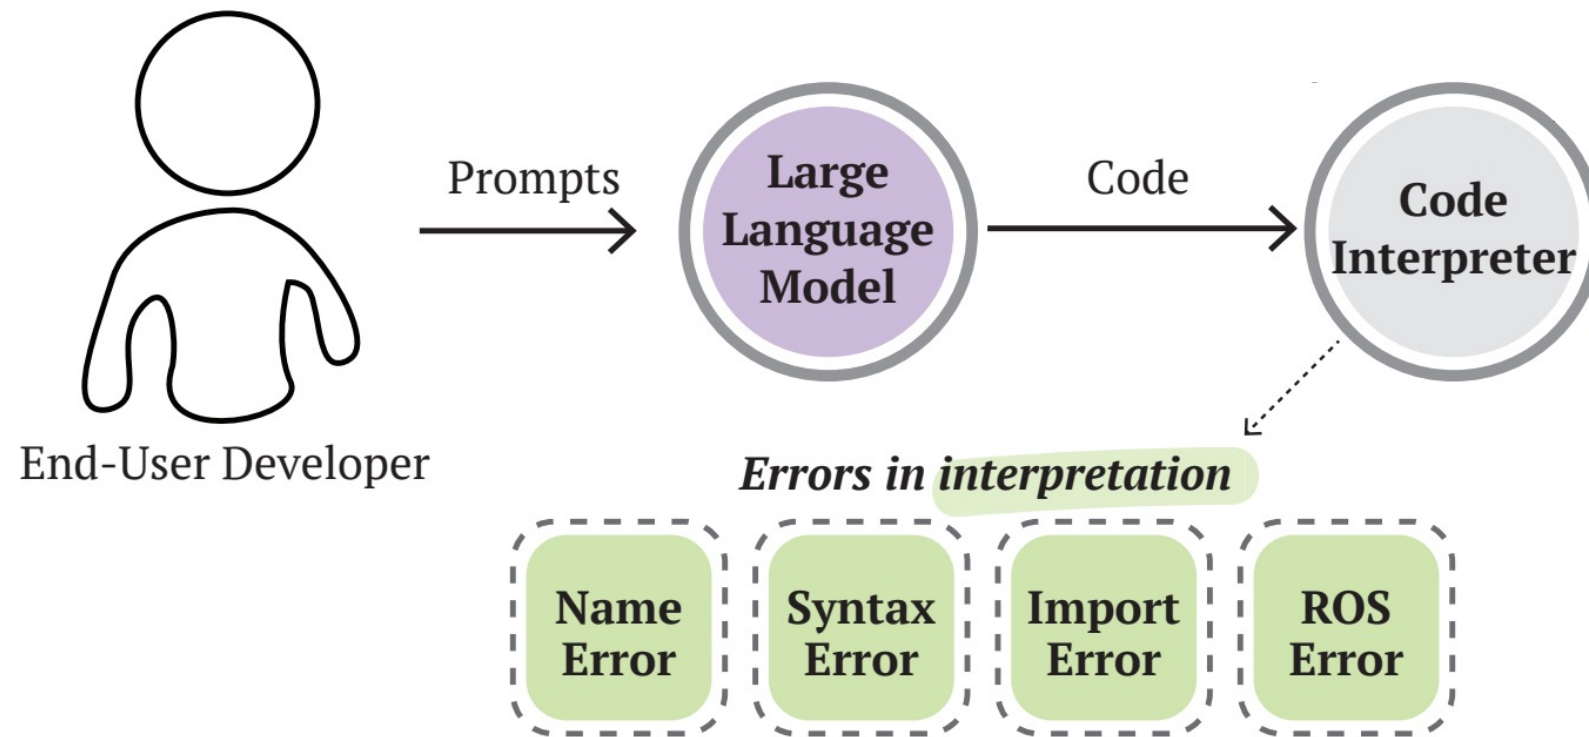 Prompts
Large
Language
Model
Code
Code
Interpreter
End-User Developer
Errors in interpretation
Name
Error
Syntax
Error
Import
Error
ROS
Error